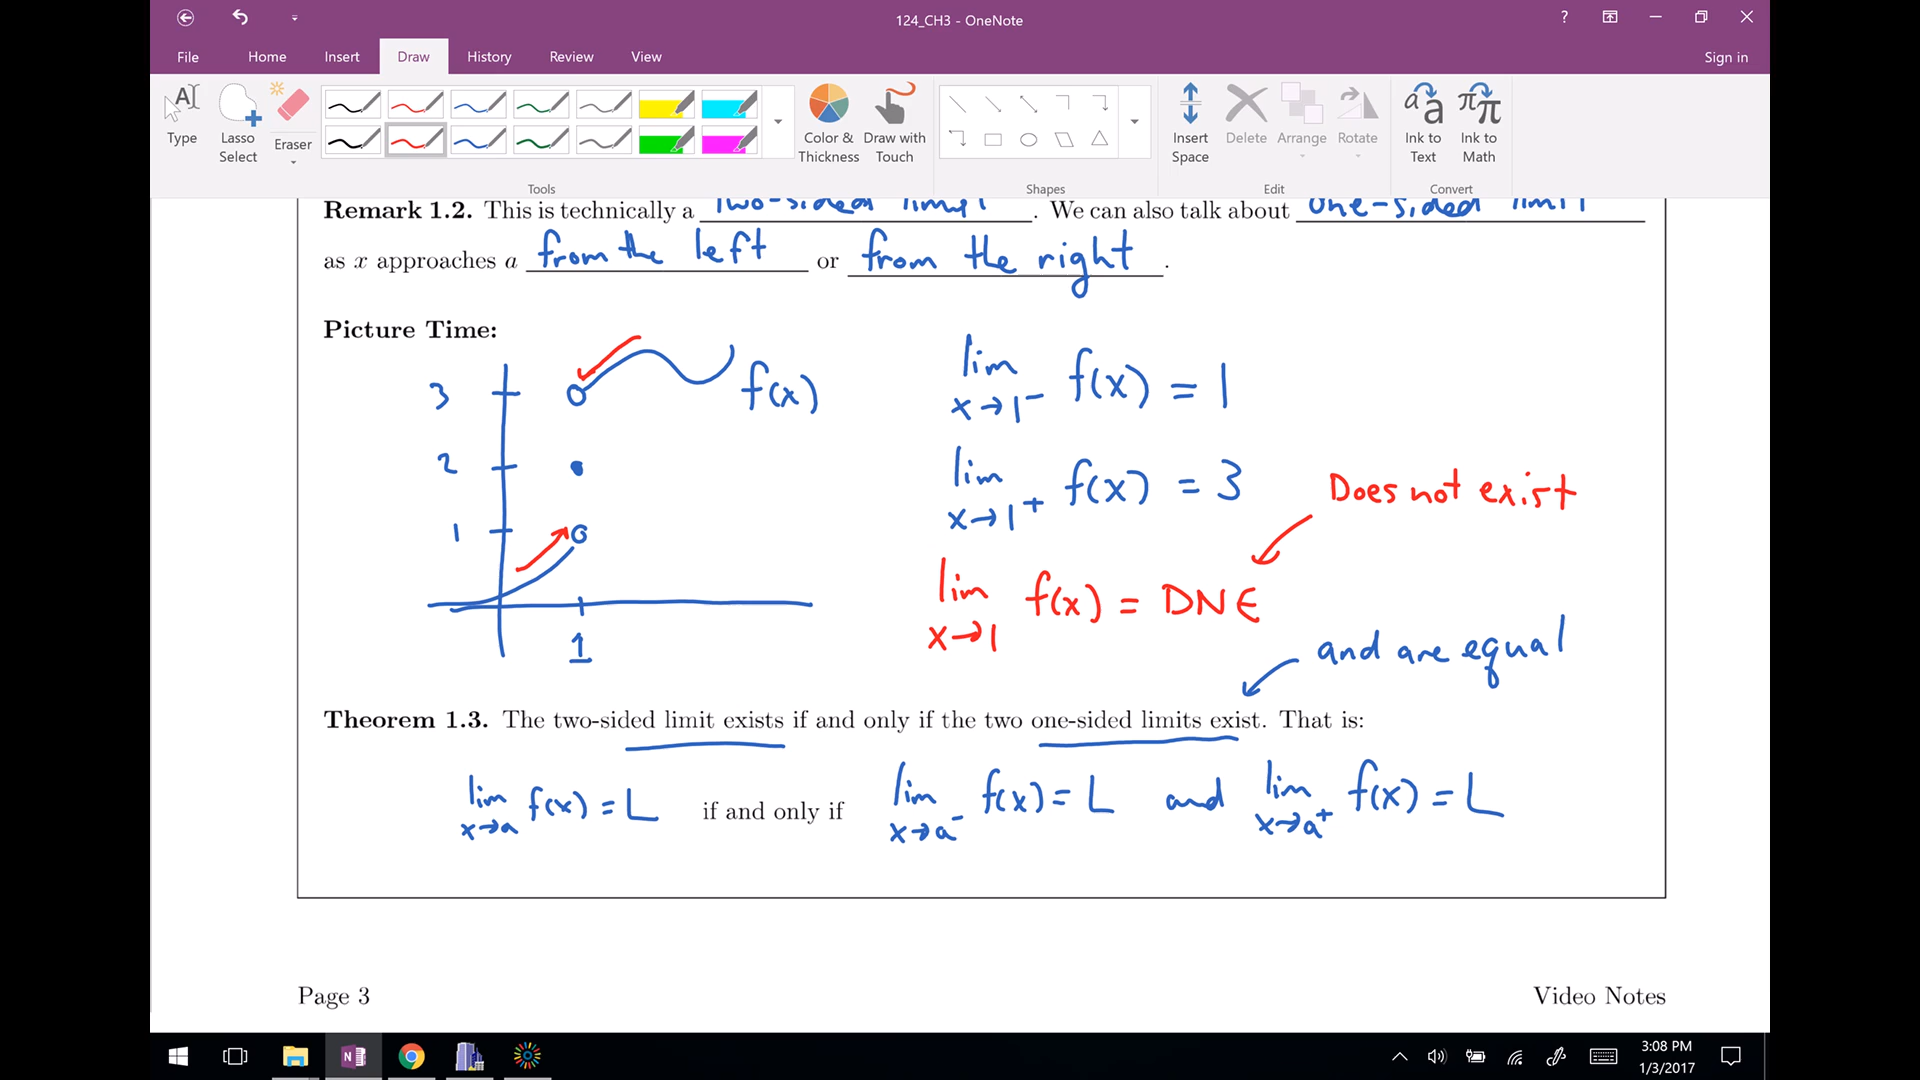 124_CH3 - OneNote
?
File Home Insert Draw History Review View Sign in
Type
Lasso Select
Eraser
Color & Thickness
Draw with Touch
Insert Space
Delete
Arrange
Rotate
Ink to Text
Ink to Math
Tools Shapes Edit Convert
Remark 1.2. This is technically a two-sided limit. We can also talk about one-sided limit
as x approaches a from the left or from the right.
Picture Time:
3
f(x)
2
1
1
lim x→1⁻ f(x) = 1
lim x→1⁺ f(x) = 3
Does not exist
lim x→1 f(x) = DNE
and are equal
Theorem 1.3. The two-sided limit exists if and only if the two one-sided limits exist. That is:
lim x→a f(x) = L if and only if lim x→a⁻ f(x) = L and lim x→a⁺ f(x) = L
Page 3 Video Notes
3:08 PM
1/3/2017